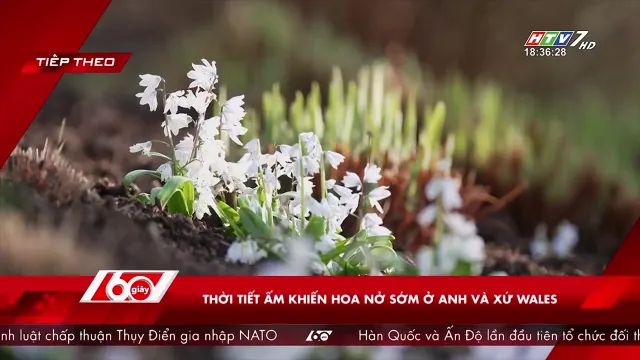 TIẾP THEO
HTV7 HD
18:36:28
60 giây
THỜI TIẾT ẤM KHIẾN HOA NỞ SỚM Ở ANH VÀ XỨ WALES
nh luật chấp thuận Thụy Điển gia nhập NATO 60 Hàn Quốc và Ấn Độ lần đầu tiên tổ chức đối th